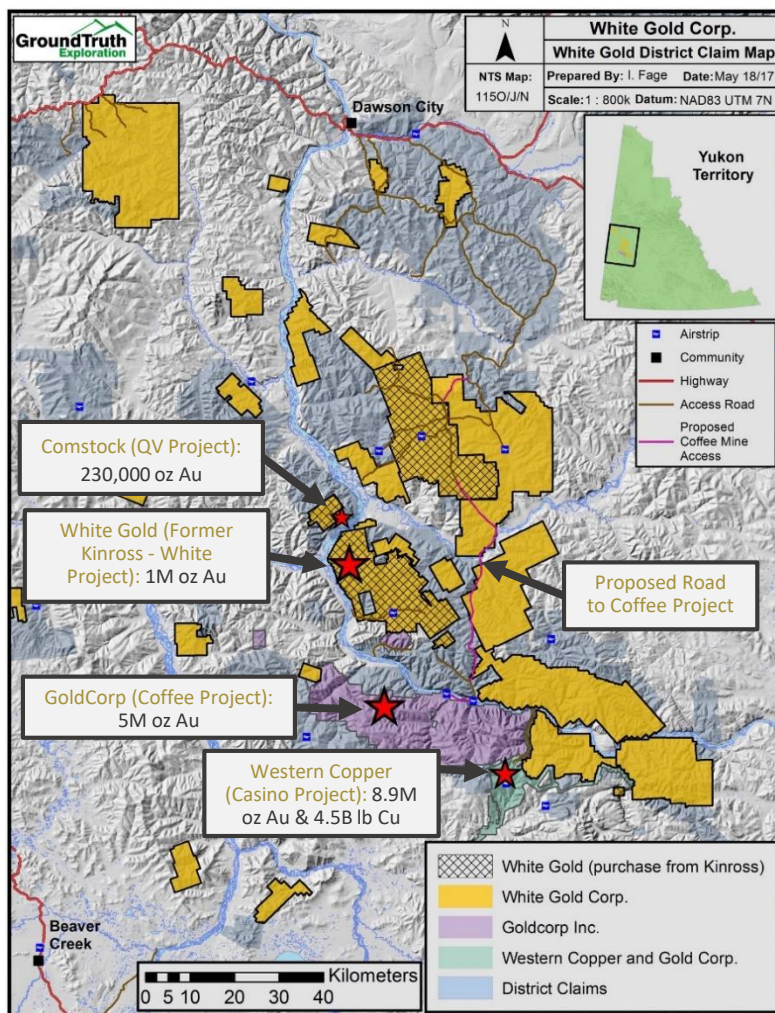 GroundTruth
Exploration
N
NTS Map:
115O/J/N
White Gold Corp.
White Gold District Claim Map
Prepared By: I. Fage Date: May 18/17
Scale:1 : 800k Datum: NAD83 UTM 7N
Dawson City
Yukon
Territory
Airstrip
Community
Highway
Access Road
Proposed
Coffee Mine
Access
Comstock (QV Project):
230,000 oz Au
White Gold (Former
Kinross - White
Project): 1M oz Au
Proposed Road
to Coffee Project
GoldCorp (Coffee Project):
5M oz Au
Western Copper
(Casino Project): 8.9M
oz Au & 4.5B lb Cu
Beaver
Creek
Kilometers
0 5 10 20 30 40
White Gold (purchase from Kinross)
White Gold Corp.
Goldcorp Inc.
Western Copper and Gold Corp.
District Claims